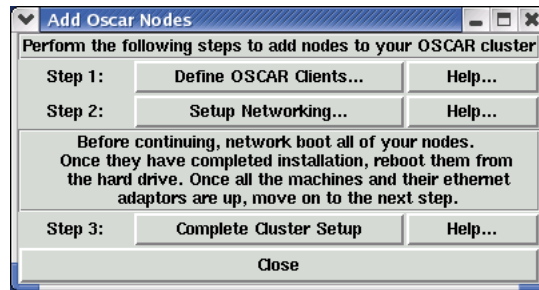 Add Oscar Nodes
Perform the following steps to add nodes to your OSCAR cluster
Step 1: Define OSCAR Clients... Help...
Step 2: Setup Networking... Help...
Before continuing, network boot all of your nodes.
Once they have completed installation, reboot them from
the hard drive. Once all the machines and their ethernet
adaptors are up, move on to the next step.
Step 3: Complete Cluster Setup Help...
Close